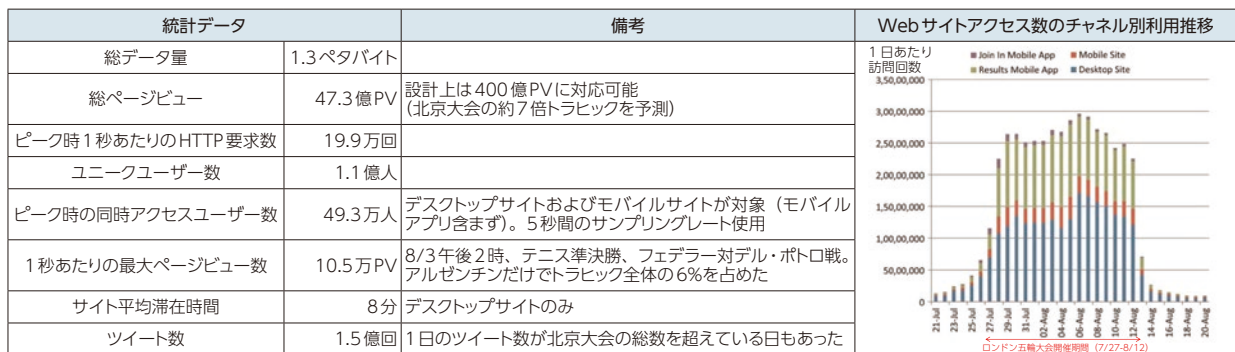 統計データ 備考 Webサイトアクセス数のチャネル別利用推移
総データ量 1.3ペタバイト
総ページビュー 47.3億PV 設計上は400億PVに対応可能
(北京大会の約7倍トラヒックを予測)
ピーク時1秒あたりのHTTP要求数 19.9万回
ユニークユーザー数 1.1億人
ピーク時の同時アクセスユーザー数 49.3万人 デスクトップサイトおよびモバイルサイトが対象(モバイル
アプリ含まず)。5秒間のサンプリングレート使用
1秒あたりの最大ページビュー数 10.5万PV 8/3午後2時、テニス準決勝、フェデラー対デル・ポトロ戦。
アルゼンチンだけでトラヒック全体の6%を占めた
サイト平均滞在時間 8分 デスクトップサイトのみ
ツイート数 1.5億回 1日のツイート数が北京大会の総数を超えている日もあった
1日あたり
訪問回数
Join In Mobile App Mobile Site
Results Mobile App Desktop Site
3,50,00,000
3,00,00,000
2,50,00,000
2,00,00,000
1,50,00,000
1,00,00,000
50,00,000
0
21-Jul 23-Jul 25-Jul 27-Jul 29-Jul 31-Jul 02-Aug 04-Aug 06-Aug 08-Aug 10-Aug 12-Aug 14-Aug 16-Aug 18-Aug 20-Aug
ロンドン五輪大会開催期間(7/27-8/12)